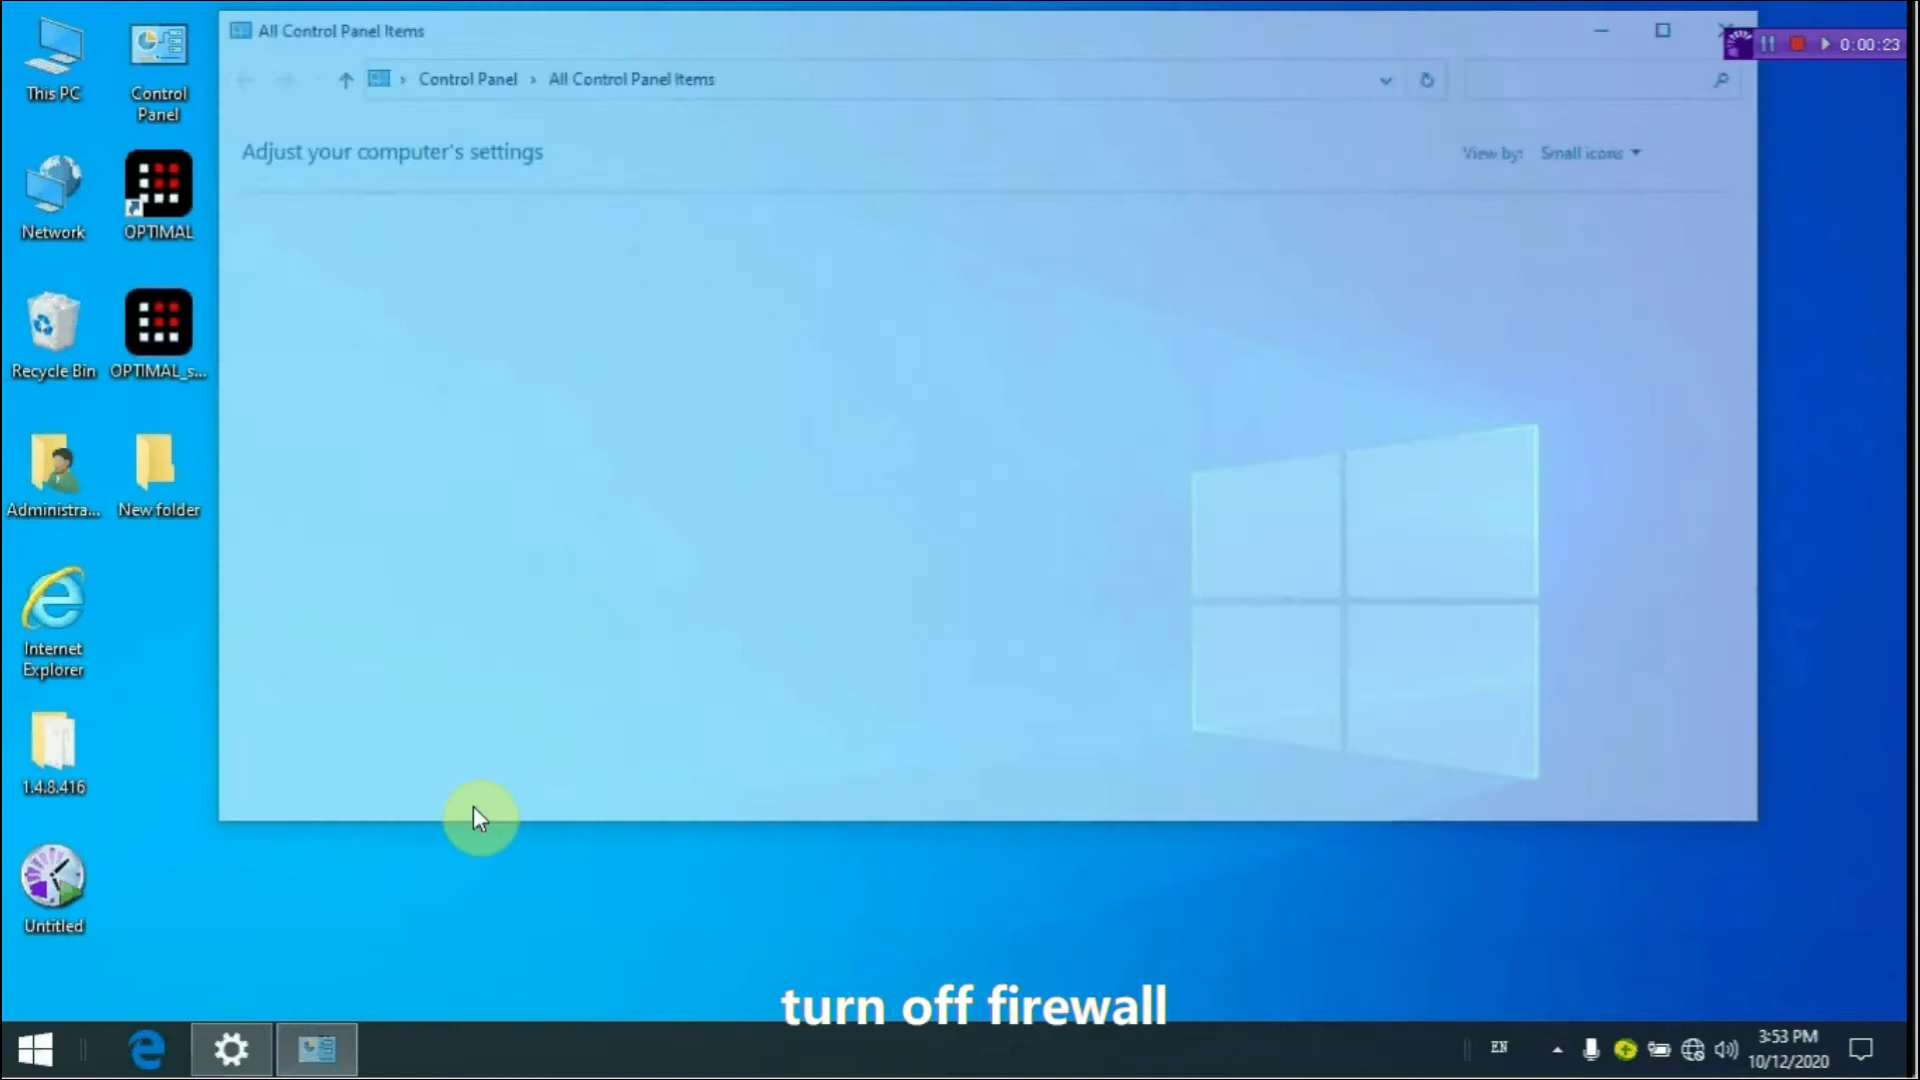 All Control Panel Items
0:00:23
Control Panel
All Control Panel Items
Adjust your computer's settings
View by:
Small icons
This PC
Control
Panel
Network
OPTIMAL
Recycle Bin
OPTIMAL_s...
Administra...
New folder
Internet
Explorer
1.4.8.416
Untitled
turn off firewall
EN
3:53 PM
10/12/2020